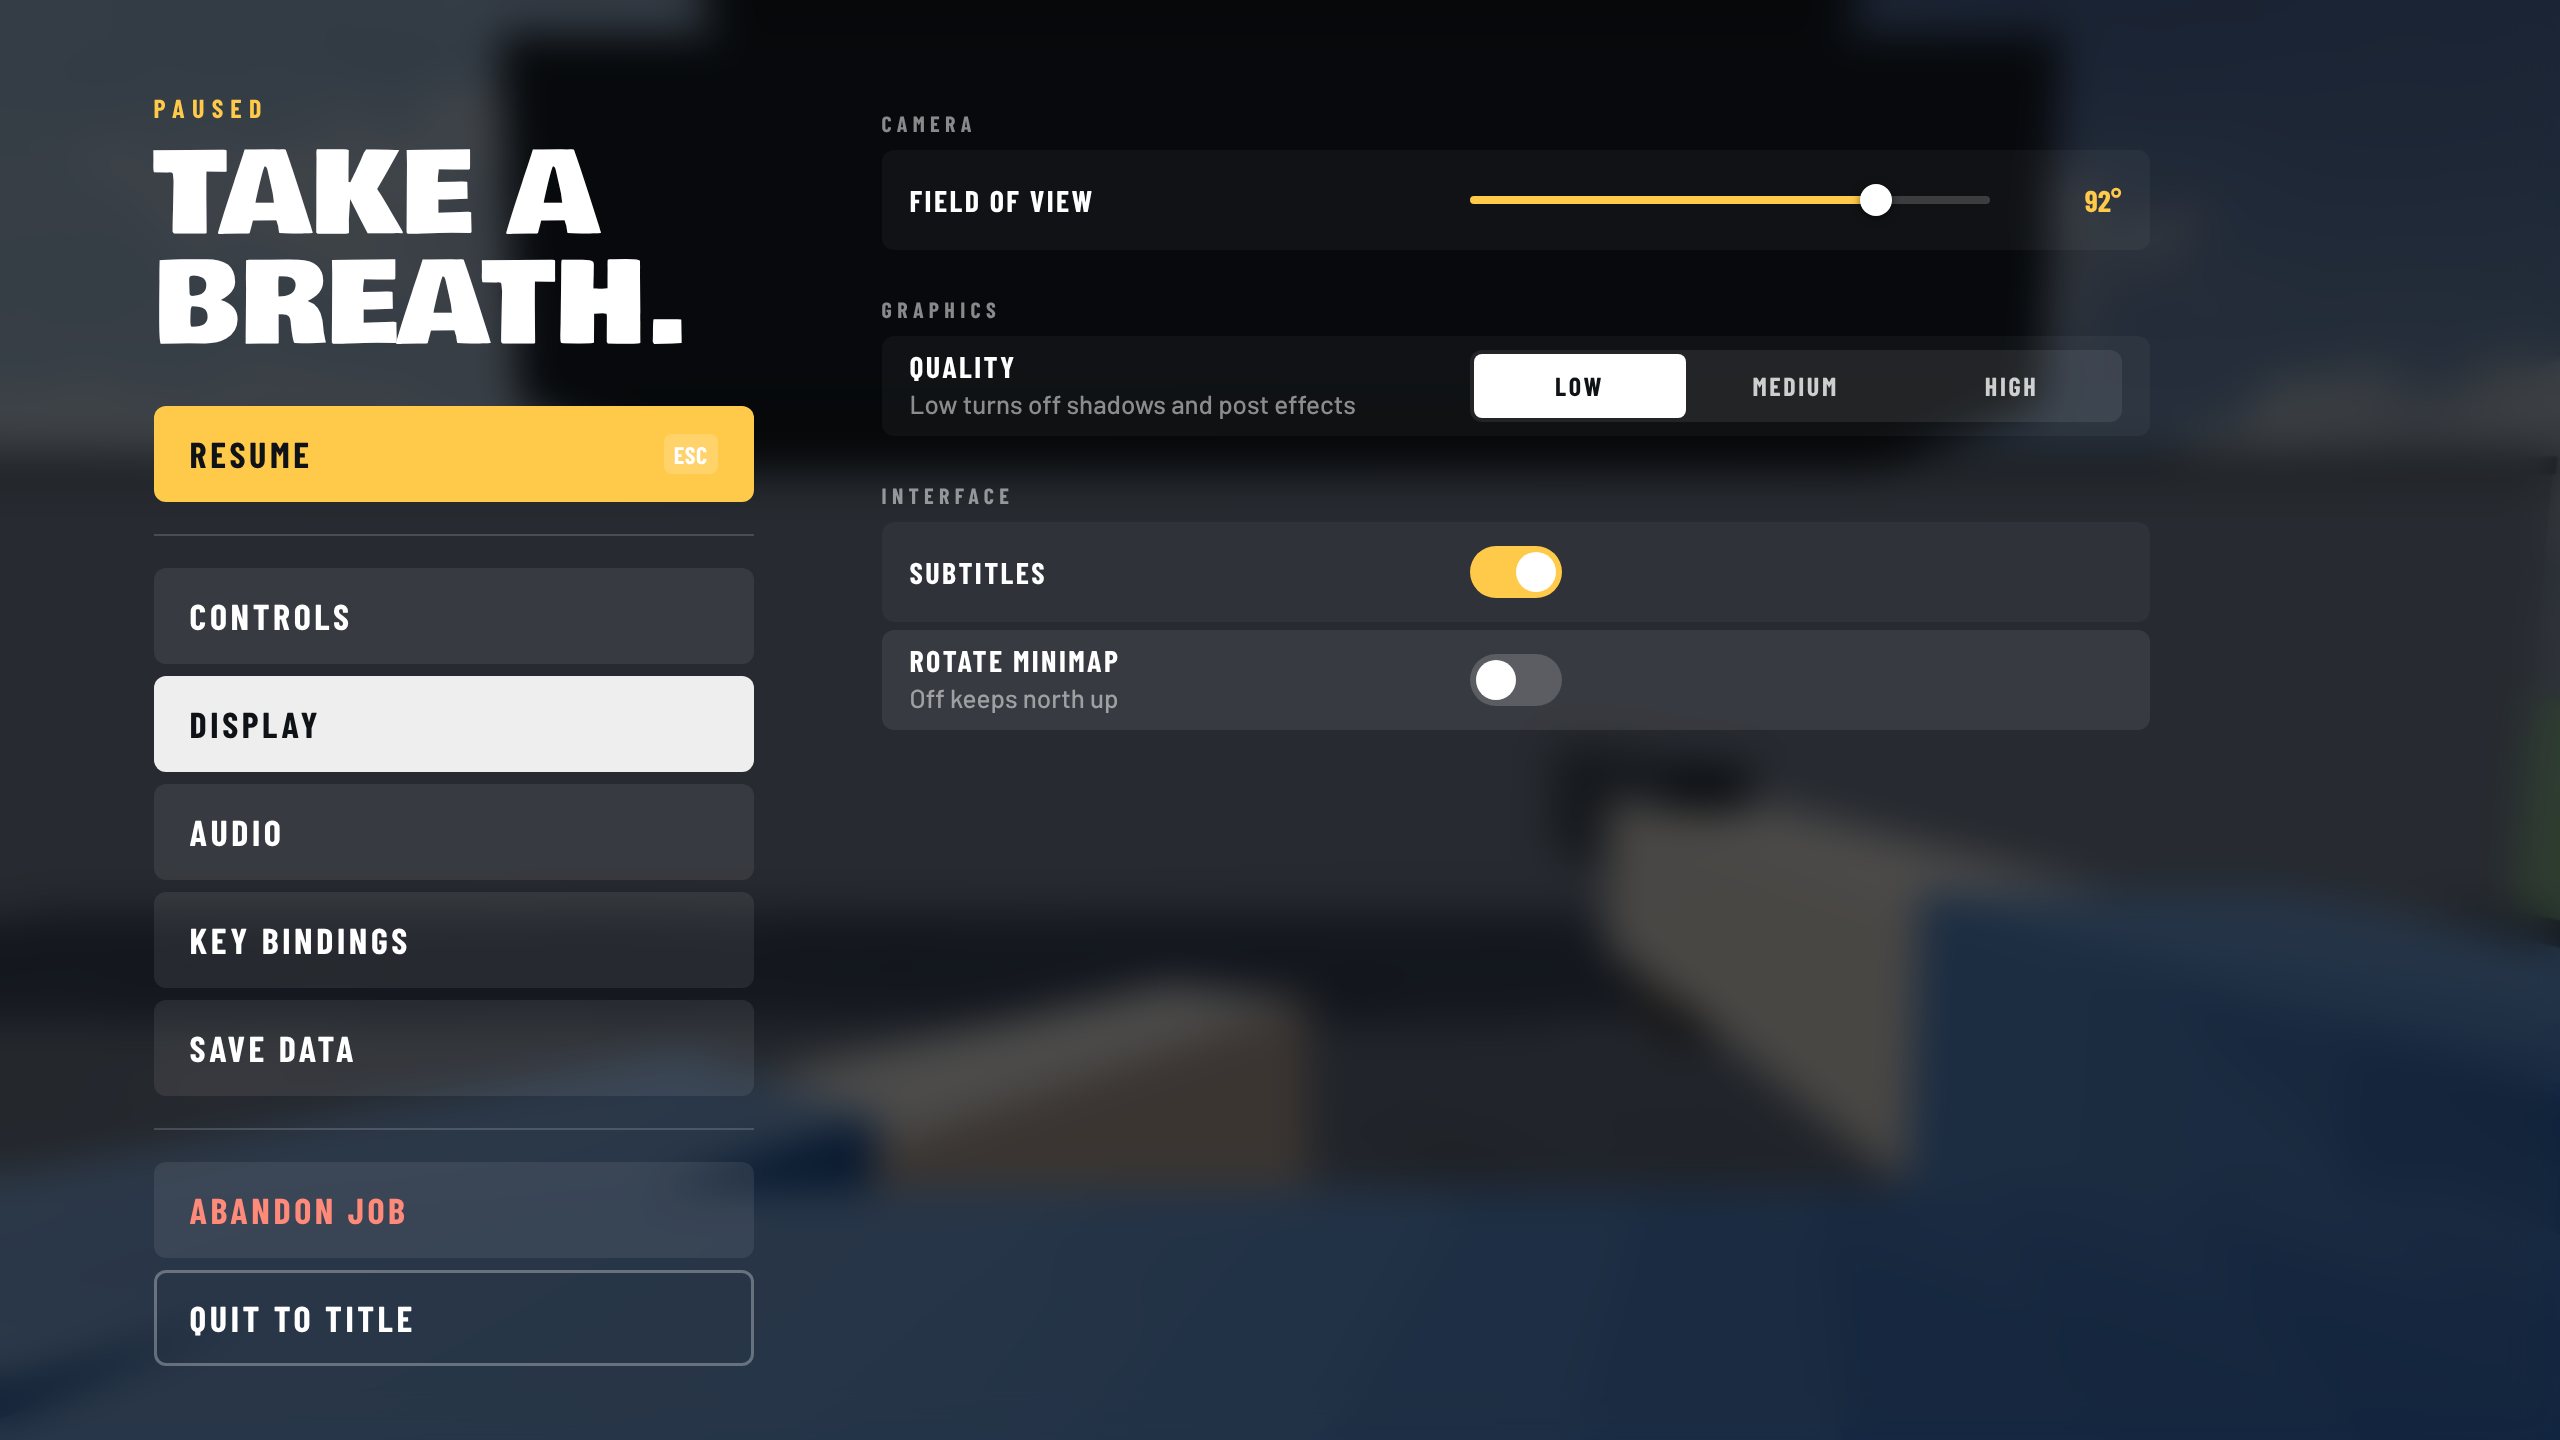 PAUSED
TAKE A
BREATH.
RESUME ESC
CONTROLS
DISPLAY
AUDIO
KEY BINDINGS
SAVE DATA
ABANDON JOB
QUIT TO TITLE
CAMERA
FIELD OF VIEW 92°
GRAPHICS
QUALITY
Low turns off shadows and post effects
LOW MEDIUM HIGH
INTERFACE
SUBTITLES
ROTATE MINIMAP
Off keeps north up